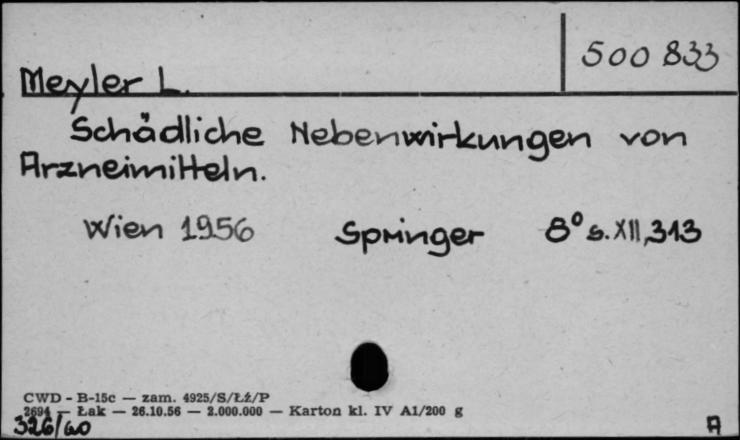 500 833
Meyler L.
Schädliche Nebenwirkungen von
Arzneimitteln.
Wien 1956 Springer 8° s. XII, 313
CWD - B-15c — zam. 4925/S/Łź/P
2694 — Łak — 26.10.56 — 2.000.000 — Karton kl. IV A1/200 g
326/60
A